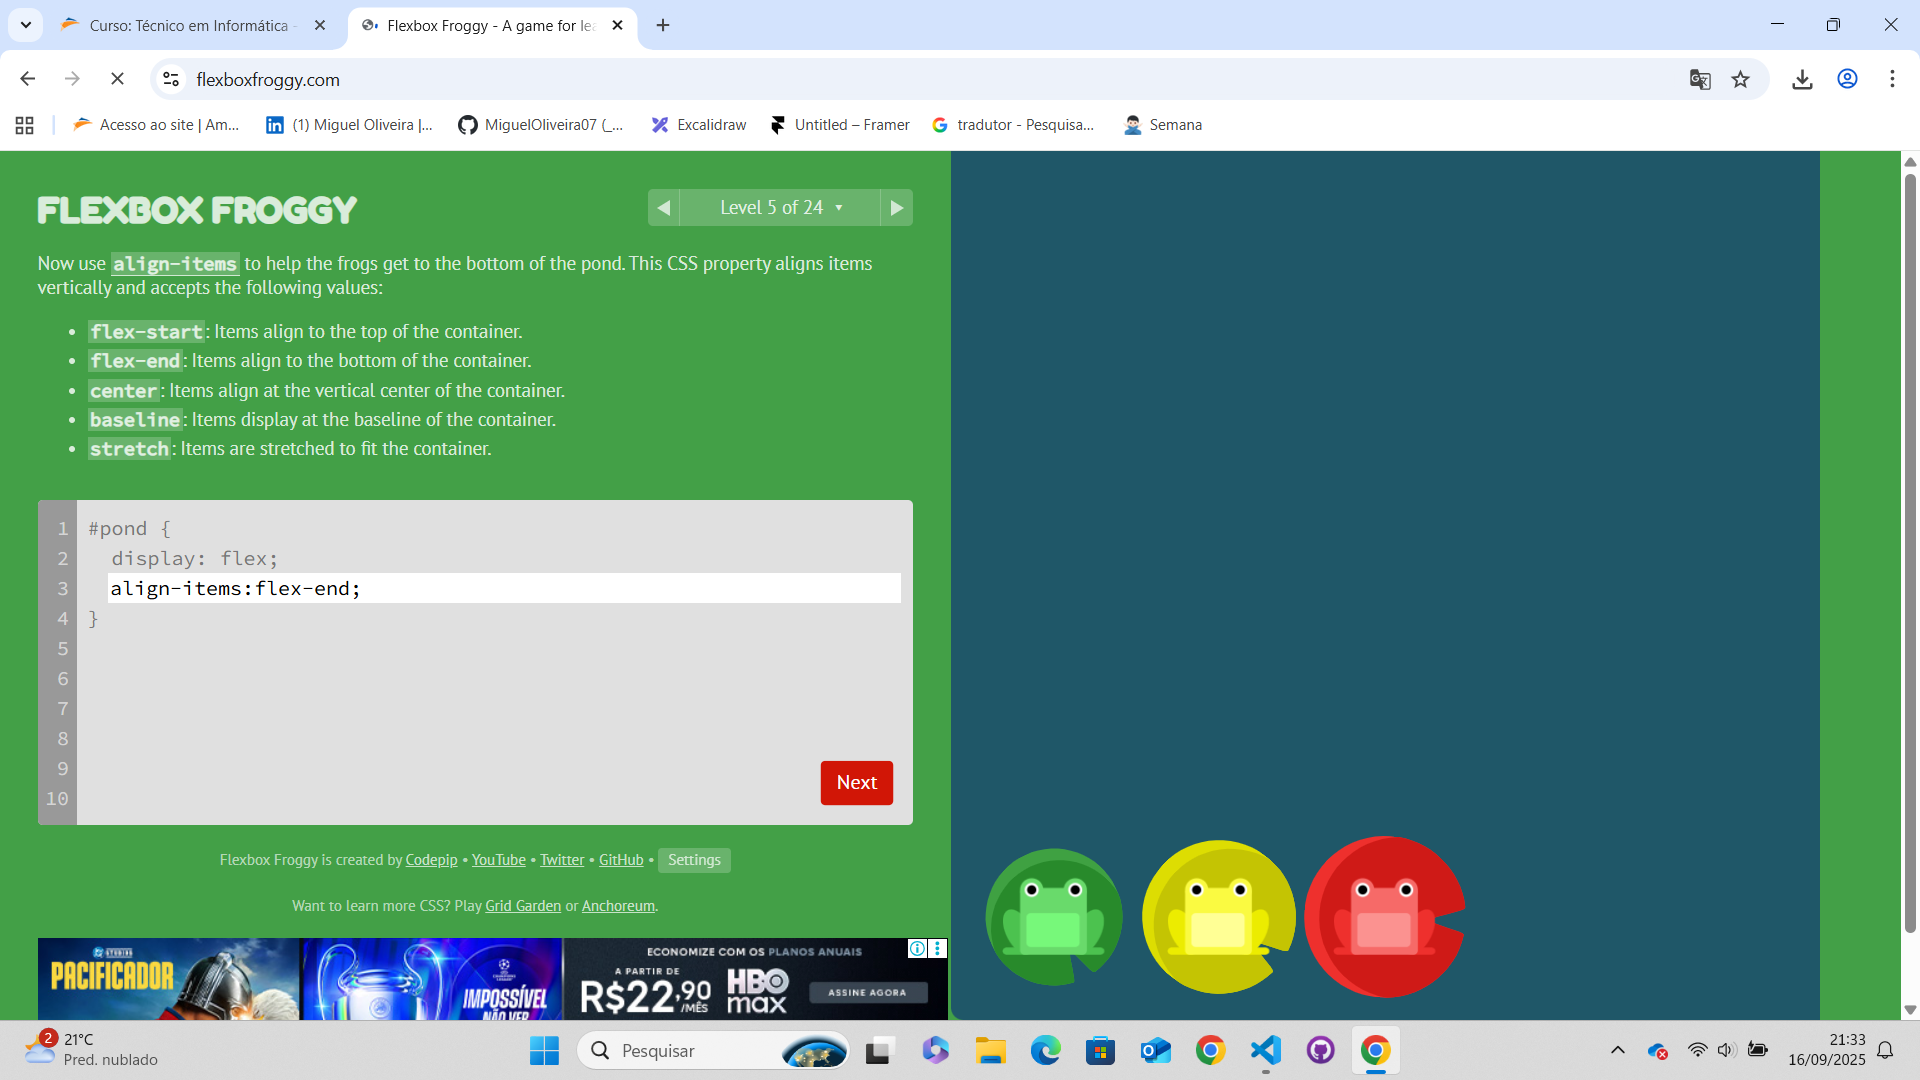 Curso: Técnico em Informática -
Flexbox Froggy - A game for lea
flexboxfroggy.com
Acesso ao site | Am...
(1) Miguel Oliveira |...
MiguelOliveira07 (_...
Excalidraw
Untitled – Framer
tradutor - Pesquisa...
Semana
FLEXBOX FROGGY
Level 5 of 24
Now use align-items to help the frogs get to the bottom of the pond. This CSS property aligns items
vertically and accepts the following values:
• flex-start: Items align to the top of the container.
• flex-end: Items align to the bottom of the container.
• center: Items align at the vertical center of the container.
• baseline: Items display at the baseline of the container.
• stretch: Items are stretched to fit the container.
1 #pond {
2 display: flex;
3 align-items:flex-end;
4 }
5
6
7
8
9
10
Next
Flexbox Froggy is created by Codepip • YouTube • Twitter • GitHub • Settings
Want to learn more CSS? Play Grid Garden or Anchoreum.
DC STUDIOS
PACIFICADOR
UEFA CHAMPIONS LEAGUE
IMPOSSÍVEL
NÃO VER
ECONOMIZE COM OS PLANOS ANUAIS
A PARTIR DE
R$22,90
/MÊS
HBO
max
ASSINE AGORA
2
21°C
Pred. nublado
Pesquisar
21:33
16/09/2025